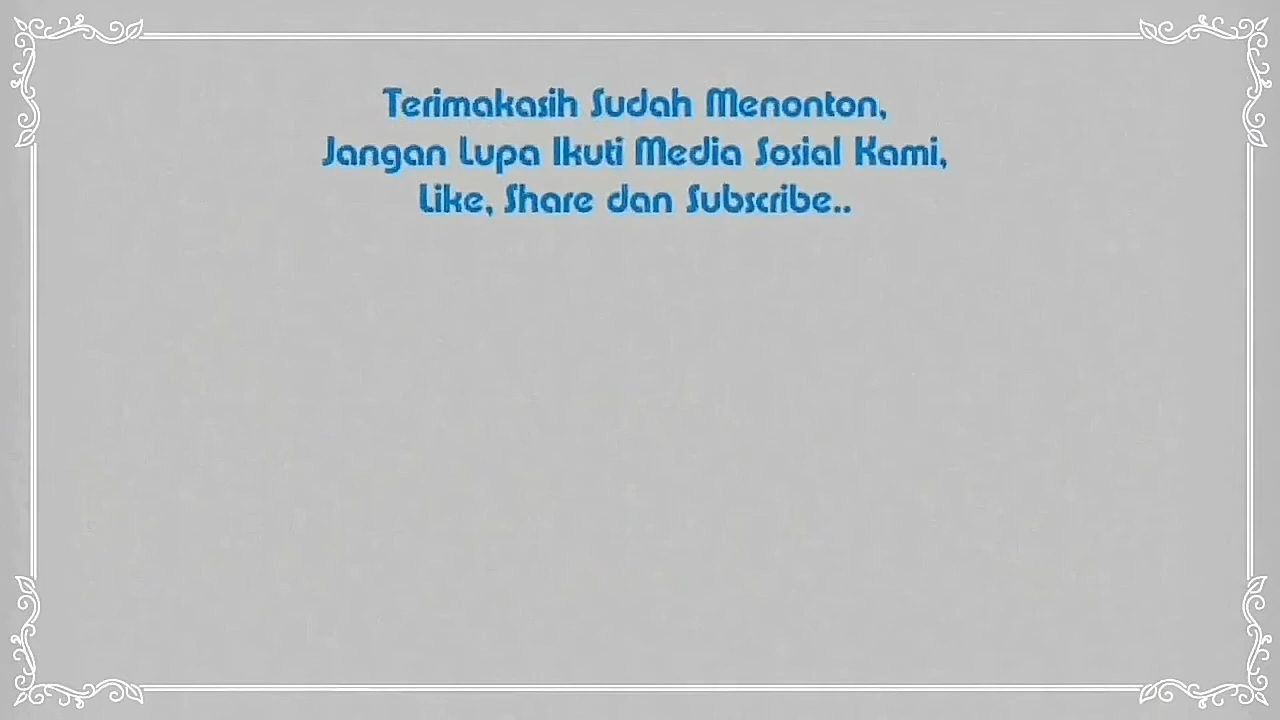 Terimakasih Sudah Menonton,
Jangan Lupa Ikuti Media Sosial Kami,
Like, Share dan Subscribe..